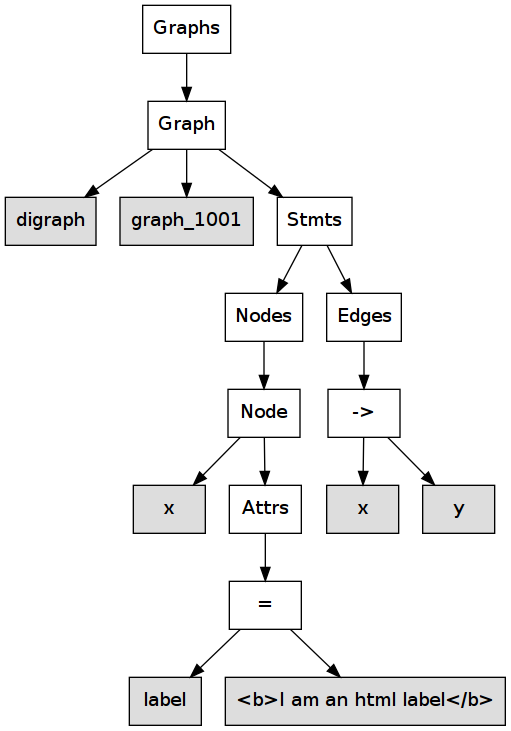 Graphs
Graph
digraph
graph_1001
Stmts
Nodes
Edges
Node
->
x
Attrs
x
y
=
label
<b>I am an html label</b>